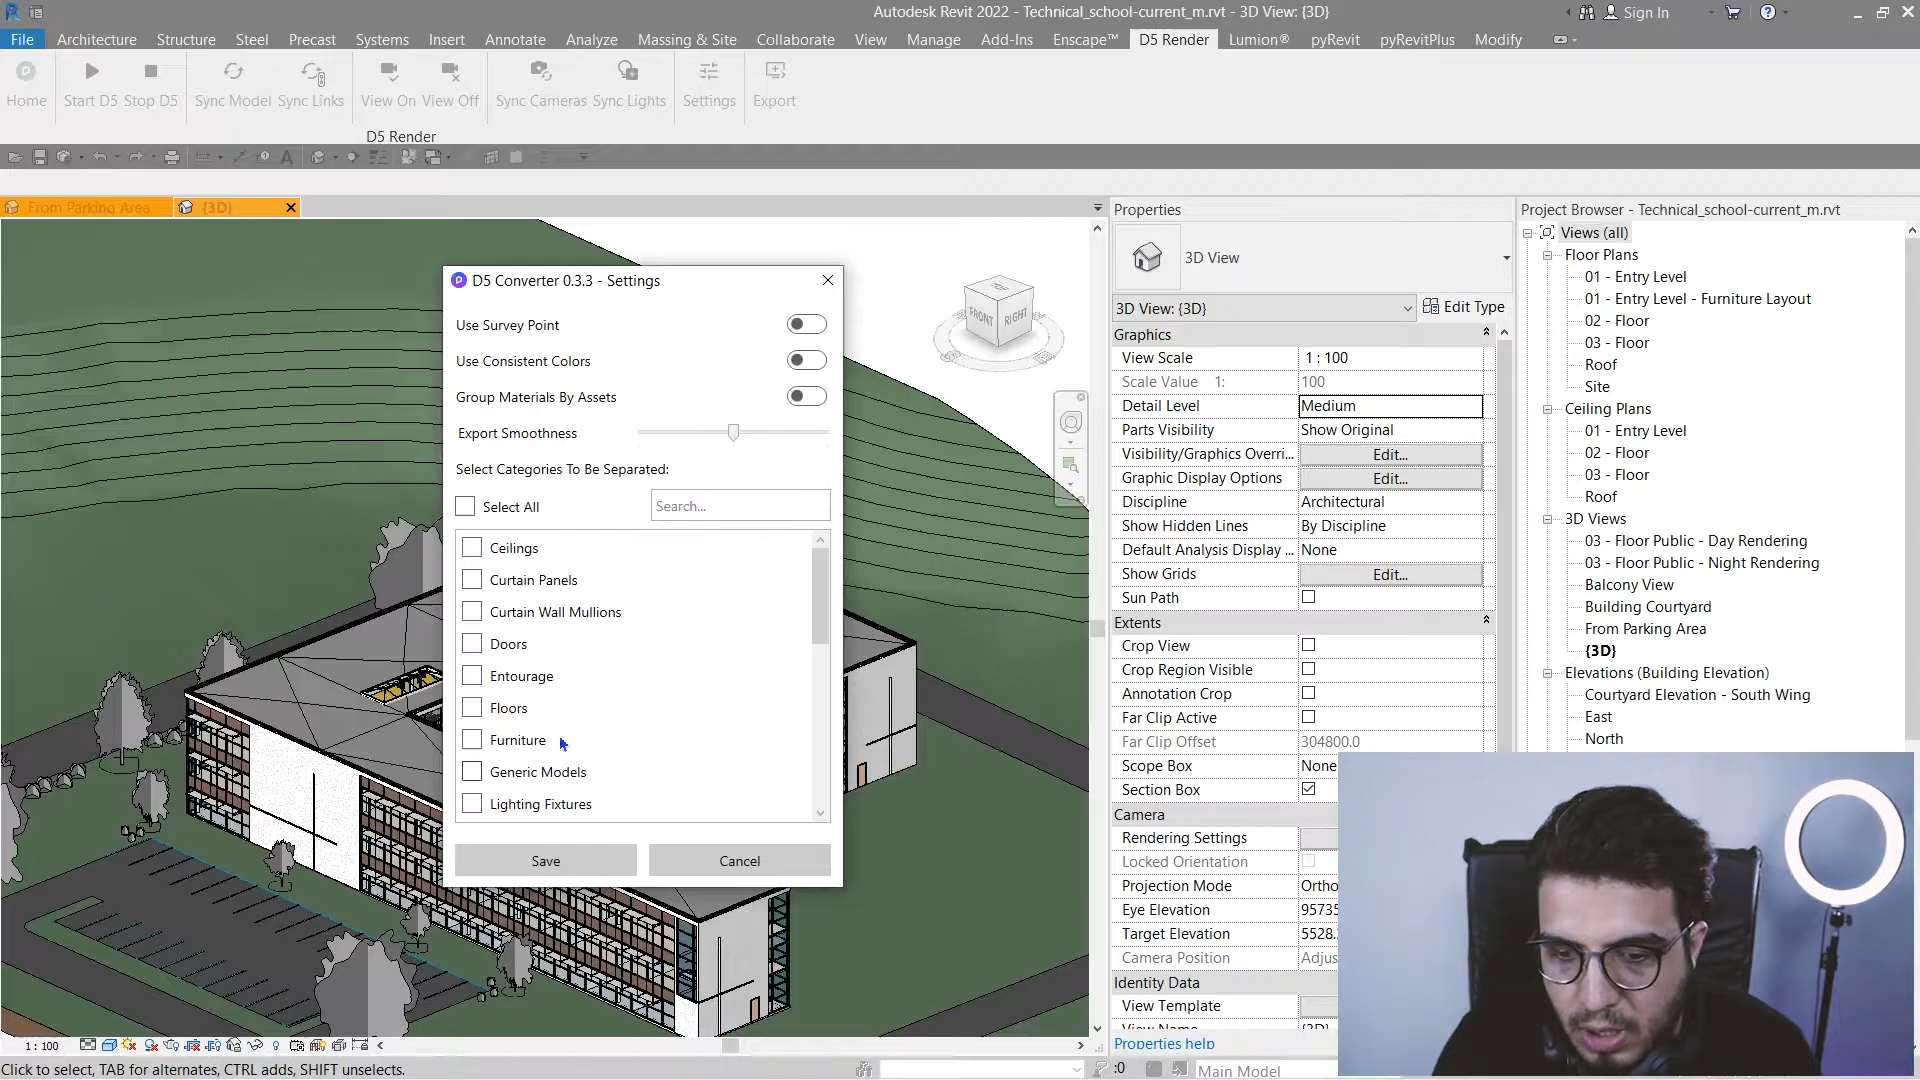 Autodesk Revit 2022 - Technical_school-current_m.rvt - 3D View: {3D}
Sign In
File Architecture Structure Steel Precast Systems Insert Annotate Analyze Massing & Site Collaborate View Manage Add-Ins Enscape™ D5 Render Lumion® pyRevit pyRevitPlus Modify
Home Start D5 Stop D5 Sync Model Sync Links View On View Off Sync Cameras Sync Lights Settings Export
D5 Render
From Parking Area
{3D}
D5 Converter 0.3.3 - Settings
Use Survey Point
Use Consistent Colors
Group Materials By Assets
Export Smoothness
Select Categories To Be Separated:
Select All
Search...
Ceilings
Curtain Panels
Curtain Wall Mullions
Doors
Entourage
Floors
Furniture
Generic Models
Lighting Fixtures
Save
Cancel
TOP
FRONT
RIGHT
Properties
3D View
3D View: {3D}
Edit Type
Graphics
View Scale 1 : 100
Scale Value 1: 100
Detail Level Medium
Parts Visibility Show Original
Visibility/Graphics Overri... Edit...
Graphic Display Options Edit...
Discipline Architectural
Show Hidden Lines By Discipline
Default Analysis Display ... None
Show Grids Edit...
Sun Path
Extents
Crop View
Crop Region Visible
Annotation Crop
Far Clip Active
Far Clip Offset 304800.0
Scope Box None
Section Box
Camera
Rendering Settings
Locked Orientation
Projection Mode Ortho
Eye Elevation 95735
Target Elevation 5528.
Camera Position Adjus
Identity Data
View Template
View Name {3D}
Properties help
Project Browser - Technical_school-current_m.rvt
Views (all)
Floor Plans
01 - Entry Level
01 - Entry Level - Furniture Layout
02 - Floor
03 - Floor
Roof
Site
Ceiling Plans
01 - Entry Level
02 - Floor
03 - Floor
Roof
3D Views
03 - Floor Public - Day Rendering
03 - Floor Public - Night Rendering
Balcony View
Building Courtyard
From Parking Area
{3D}
Elevations (Building Elevation)
Courtyard Elevation - South Wing
East
North
1 : 100
Click to select, TAB for alternates, CTRL adds, SHIFT unselects.
:0
Main Model